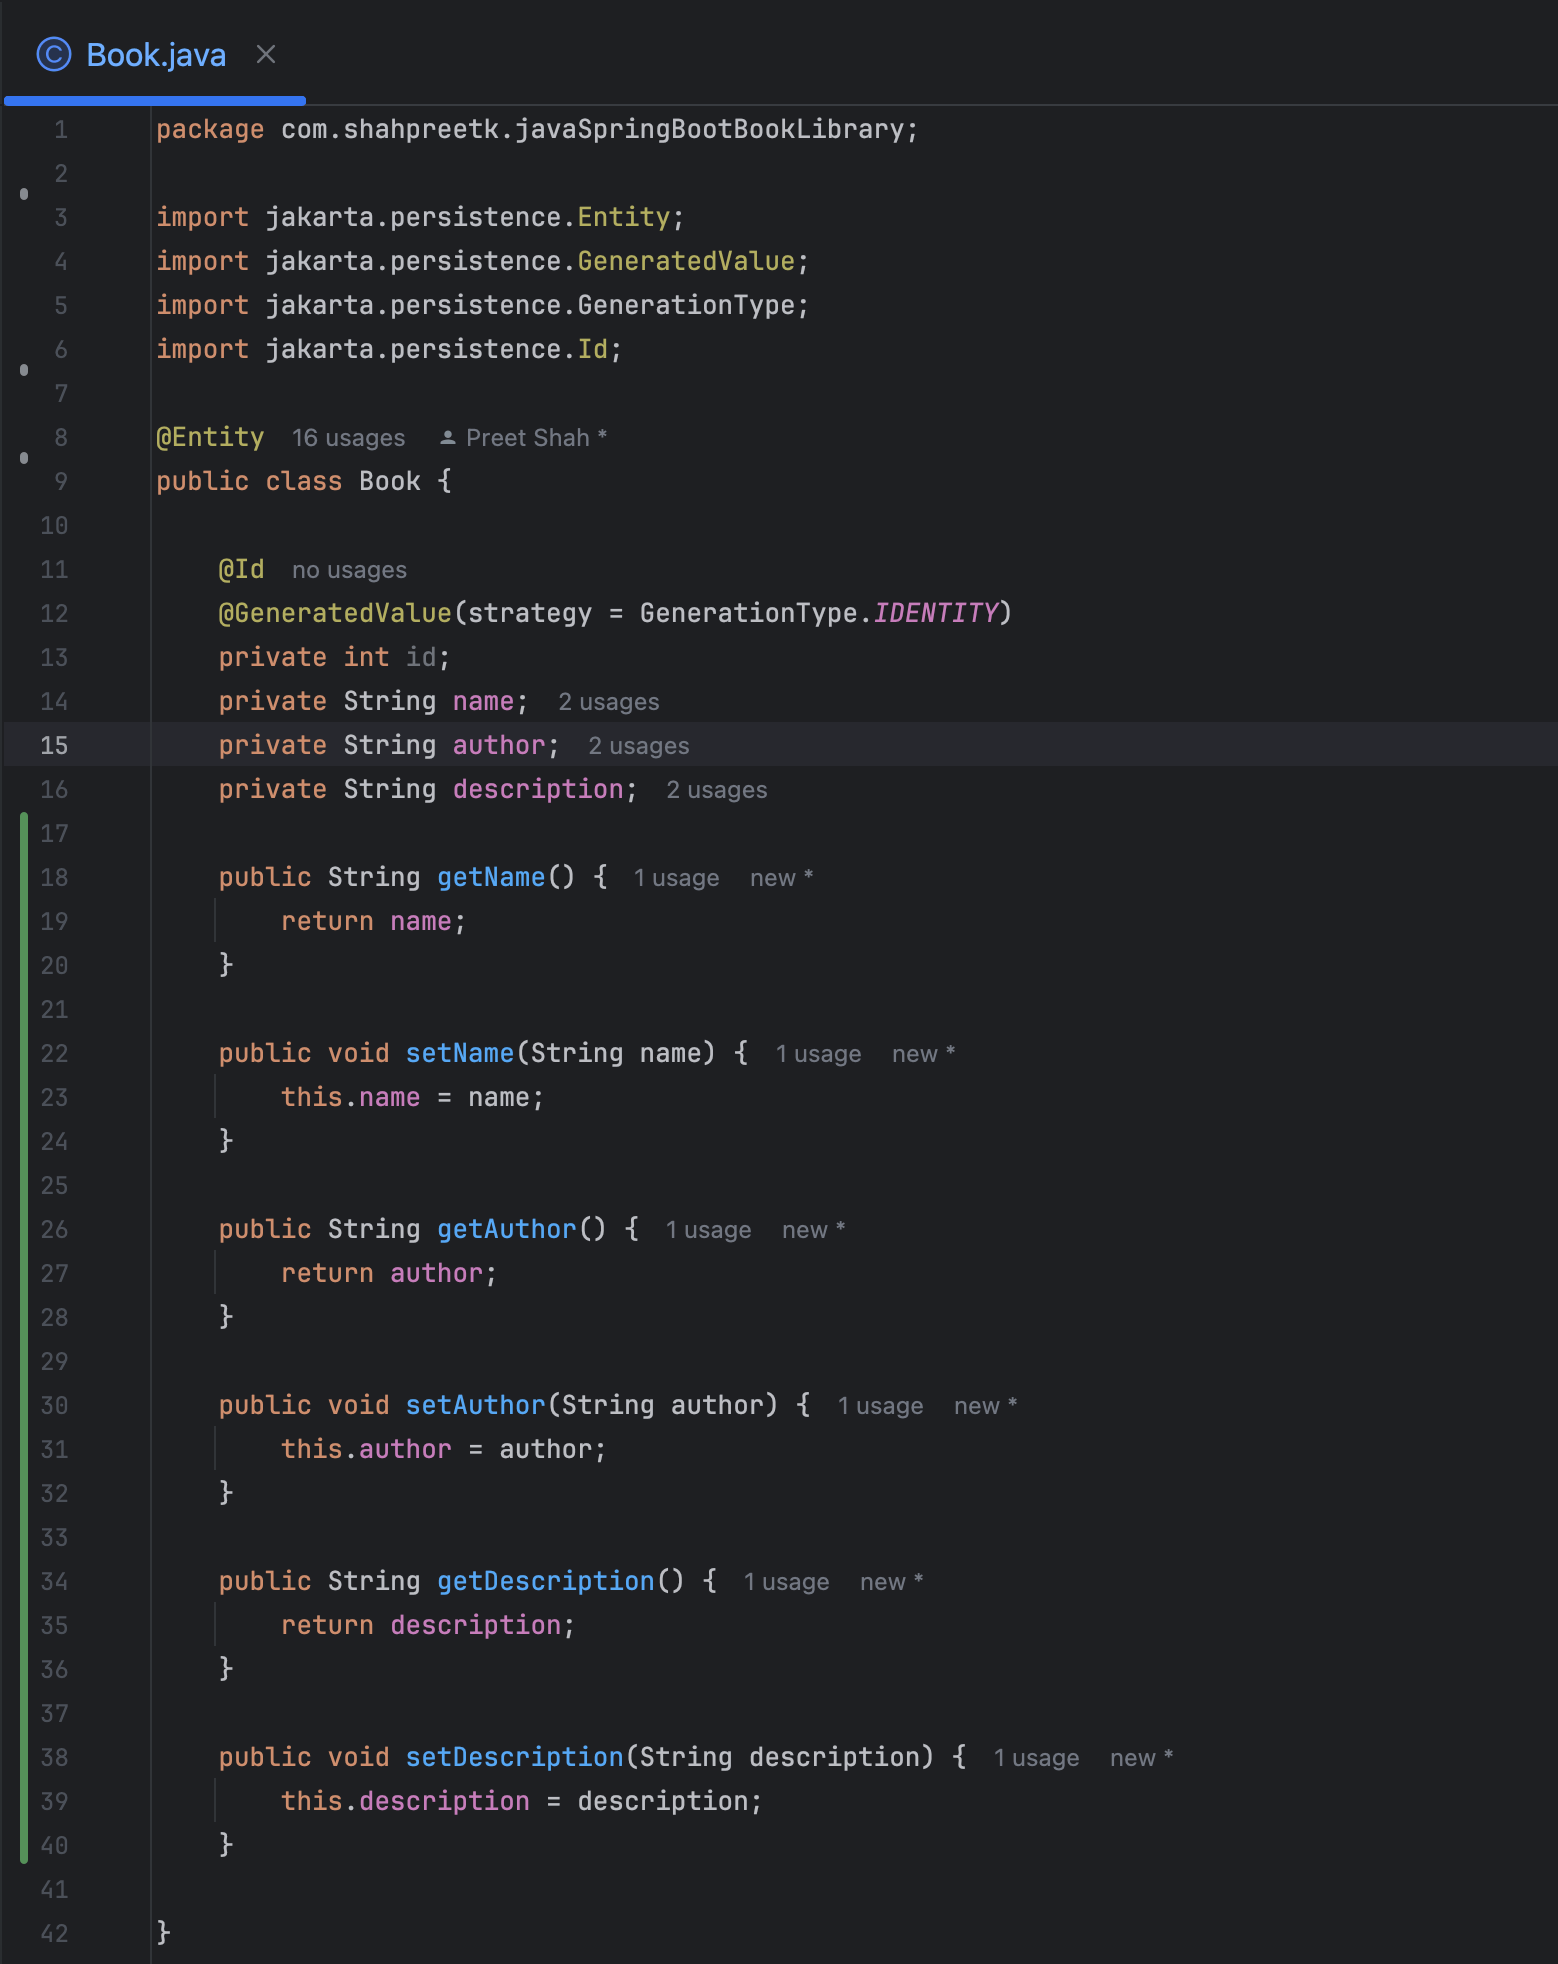 Book.java
1 package com.shahpreetk.javaSpringBootBookLibrary;
2
3 import jakarta.persistence.Entity;
4 import jakarta.persistence.GeneratedValue;
5 import jakarta.persistence.GenerationType;
6 import jakarta.persistence.Id;
7
8 @Entity 16 usages Preet Shah *
9 public class Book {
10
11 @Id no usages
12 @GeneratedValue(strategy = GenerationType.IDENTITY)
13 private int id;
14 private String name; 2 usages
15 private String author; 2 usages
16 private String description; 2 usages
17
18 public String getName() { 1 usage new *
19 return name;
20 }
21
22 public void setName(String name) { 1 usage new *
23 this.name = name;
24 }
25
26 public String getAuthor() { 1 usage new *
27 return author;
28 }
29
30 public void setAuthor(String author) { 1 usage new *
31 this.author = author;
32 }
33
34 public String getDescription() { 1 usage new *
35 return description;
36 }
37
38 public void setDescription(String description) { 1 usage new *
39 this.description = description;
40 }
41
42 }